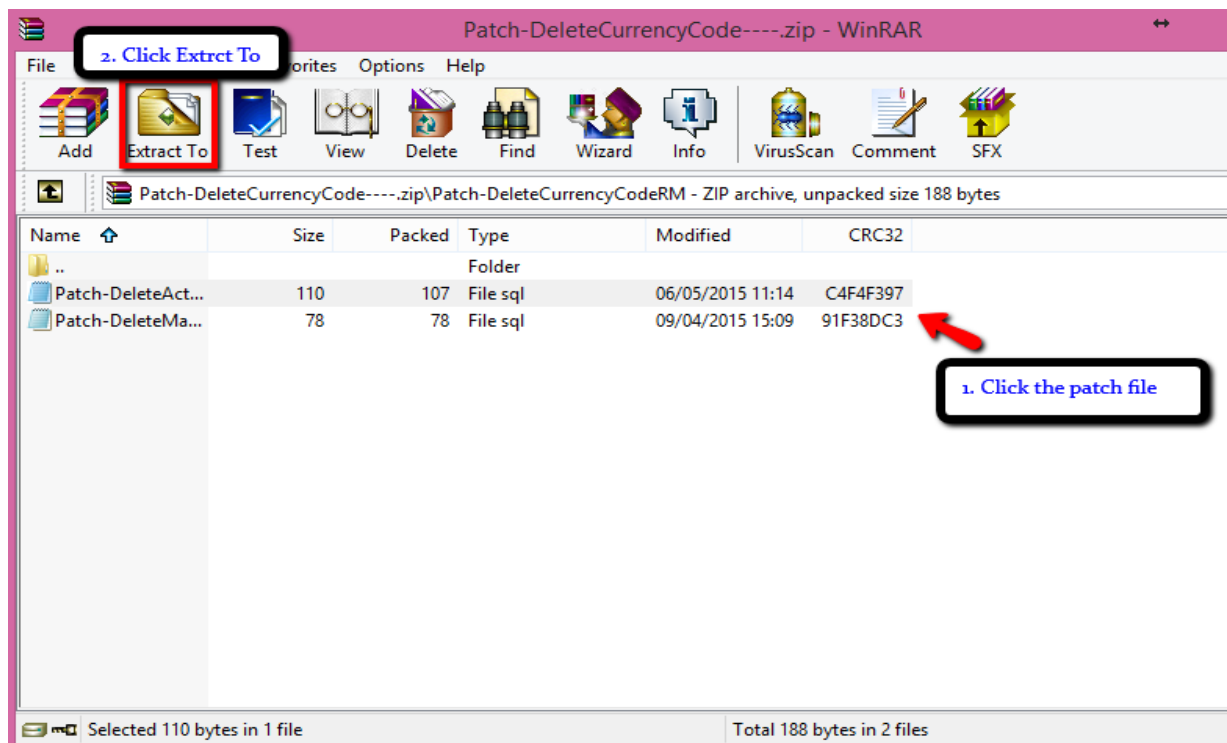 Patch-DeleteCurrencyCode----.zip - WinRAR
2. Click Extrct To
File orites Options Help
Add Extract To Test View Delete Find Wizard Info VirusScan Comment SFX
Patch-DeleteCurrencyCode----.zip\Patch-DeleteCurrencyCodeRM - ZIP archive, unpacked size 188 bytes
Name Size Packed Type Modified CRC32
.. Folder
Patch-DeleteAct... 110 107 File sql 06/05/2015 11:14 C4F4F397
Patch-DeleteMa... 78 78 File sql 09/04/2015 15:09 91F38DC3
1. Click the patch file
Selected 110 bytes in 1 file Total 188 bytes in 2 files